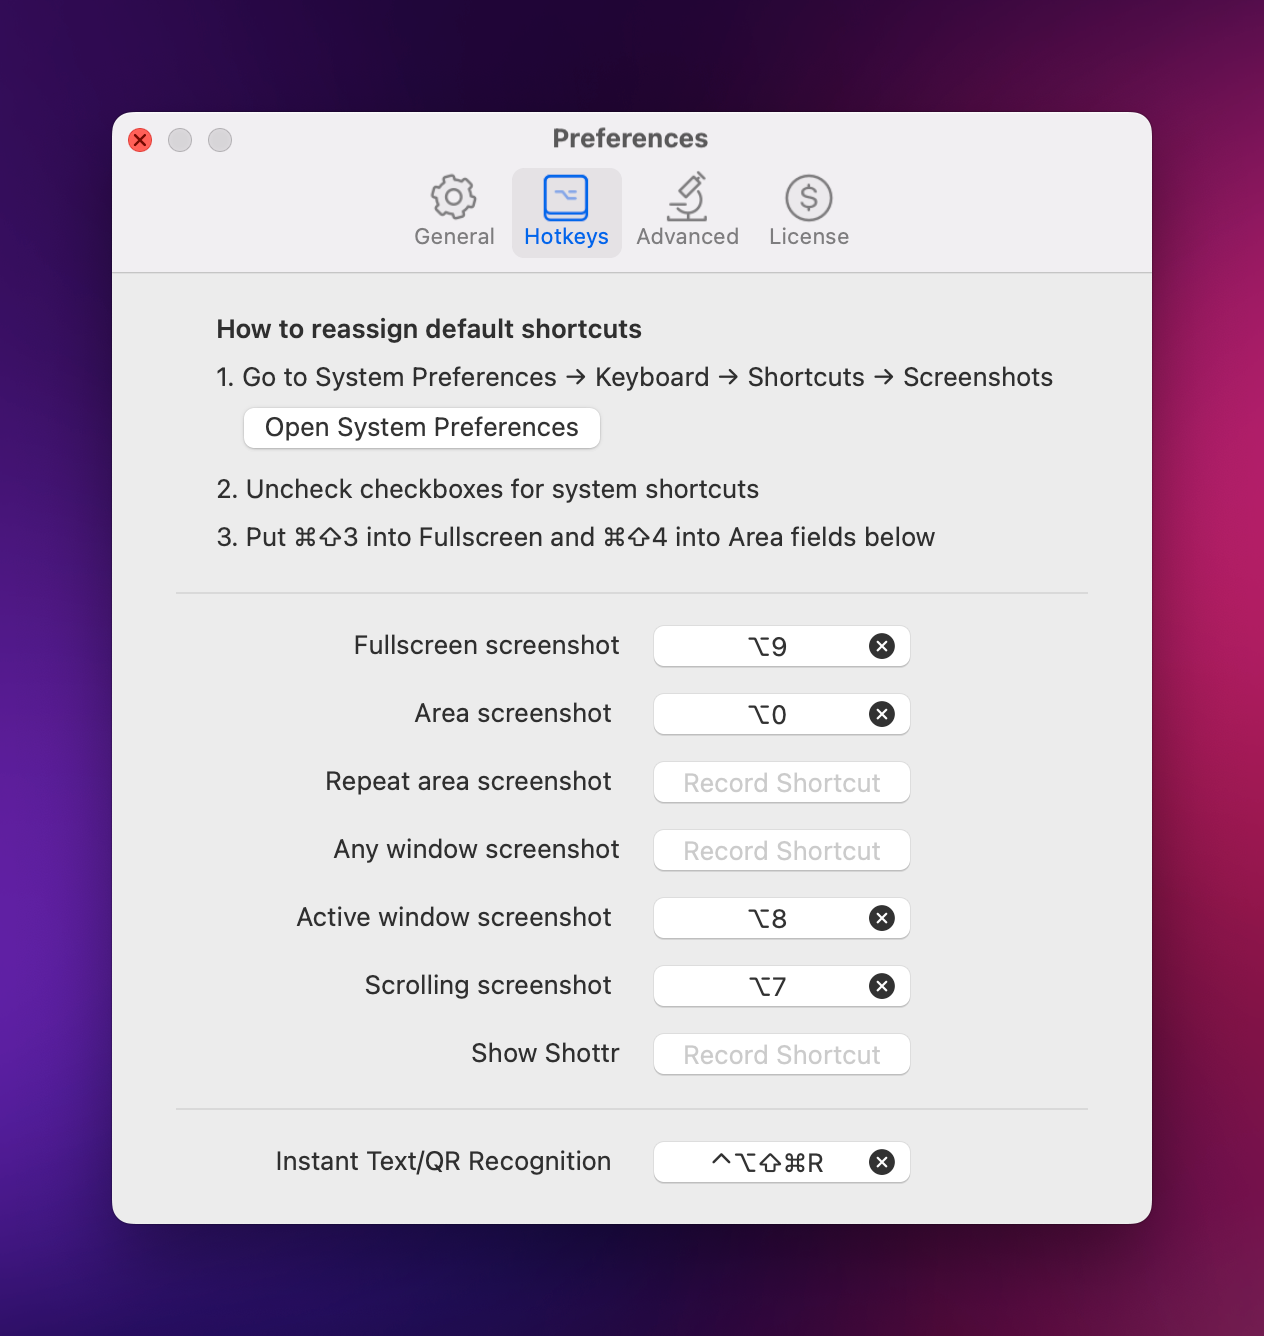 Preferences
General Hotkeys Advanced License
How to reassign default shortcuts
1. Go to System Preferences → Keyboard → Shortcuts → Screenshots
Open System Preferences
2. Uncheck checkboxes for system shortcuts
3. Put ⌘⇧3 into Fullscreen and ⌘⇧4 into Area fields below
Fullscreen screenshot ⌥9
Area screenshot ⌥0
Repeat area screenshot Record Shortcut
Any window screenshot Record Shortcut
Active window screenshot ⌥8
Scrolling screenshot ⌥7
Show Shottr Record Shortcut
Instant Text/QR Recognition ^⌥⇧⌘R